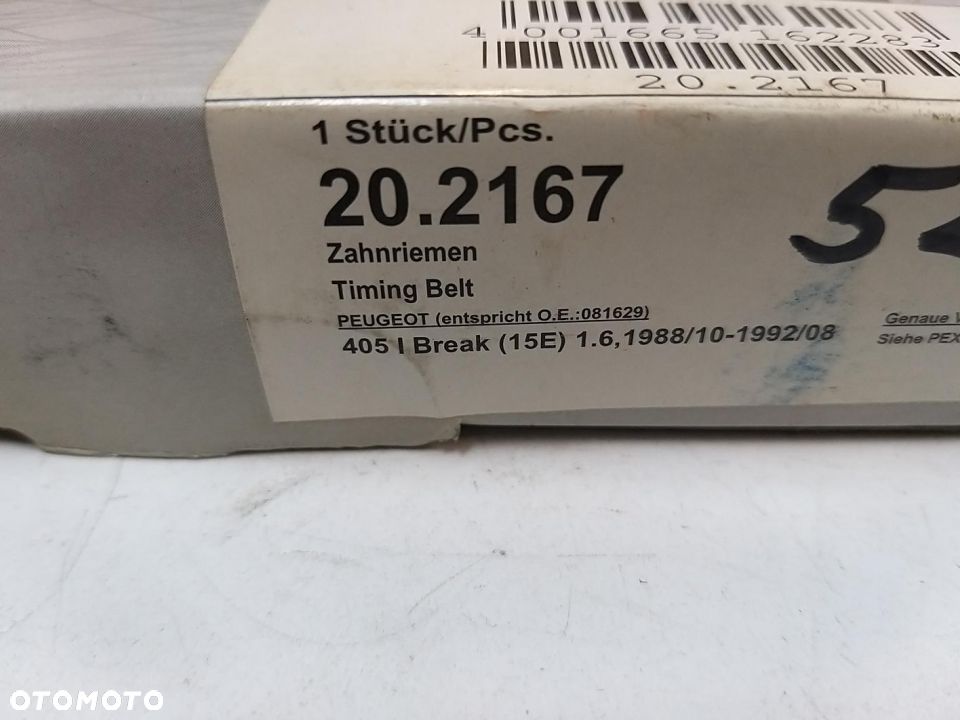 4 001665 162283
20.2167
1 Stück/Pcs.
20.2167
Zahnriemen
Timing Belt
PEUGEOT (entspricht O.E.:081629)
405 I Break (15E) 1.6,1988/10-1992/08
Genaue
Siehe PEX
OTOMOTO